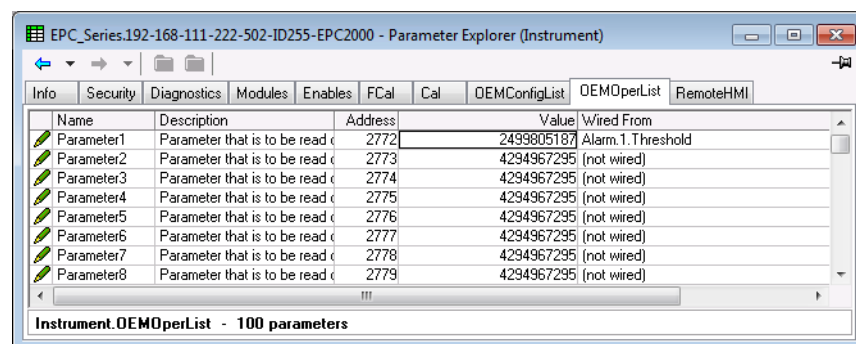 EPC_Series.192-168-111-222-502-ID255-EPC2000 - Parameter Explorer (Instrument)
Info Security Diagnostics Modules Enables FCal Cal OEMConfigList OEMOperList RemoteHMI
Name Description Address Value Wired From
Parameter1 Parameter that is to be read 2772 2499805187 Alarm.1.Threshold
Parameter2 Parameter that is to be read 2773 4294967295 (not wired)
Parameter3 Parameter that is to be read 2774 4294967295 (not wired)
Parameter4 Parameter that is to be read 2775 4294967295 (not wired)
Parameter5 Parameter that is to be read 2776 4294967295 (not wired)
Parameter6 Parameter that is to be read 2777 4294967295 (not wired)
Parameter7 Parameter that is to be read 2778 4294967295 (not wired)
Parameter8 Parameter that is to be read 2779 4294967295 (not wired)
Instrument.OEMOperList - 100 parameters